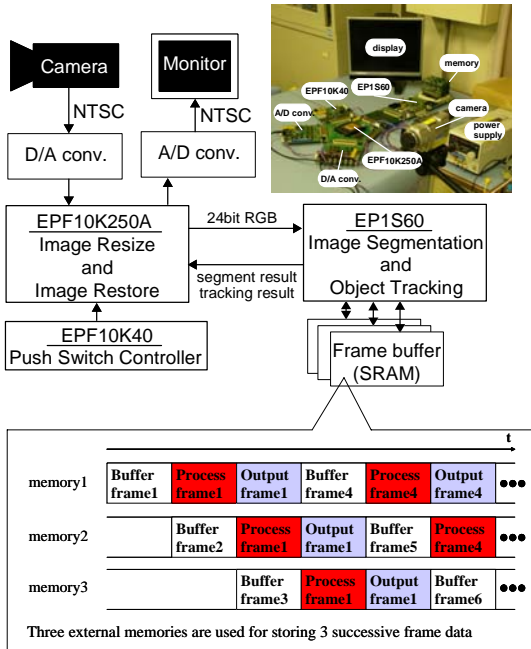 Camera
Monitor
NTSC
NTSC
D/A conv.
A/D conv.
display
memory
EP1S60
EPF10K40
camera
A/D conv.
power
supply
EPF10K250A
D/A conv.
EPF10K250A
Image Resize
and
Image Restore
24bit RGB
segment result
tracking result
EP1S60
Image Segmentation
and
Object Tracking
EPF10K40
Push Switch Controller
Frame buffer
(SRAM)
t
memory1
Buffer frame1
Process frame1
Output frame1
Buffer frame4
Process frame4
Output frame4
memory2
Buffer frame2
Process frame1
Output frame1
Buffer frame5
Process frame4
memory3
Buffer frame3
Process frame1
Output frame1
Buffer frame6
Three external memories are used for storing 3 successive frame data